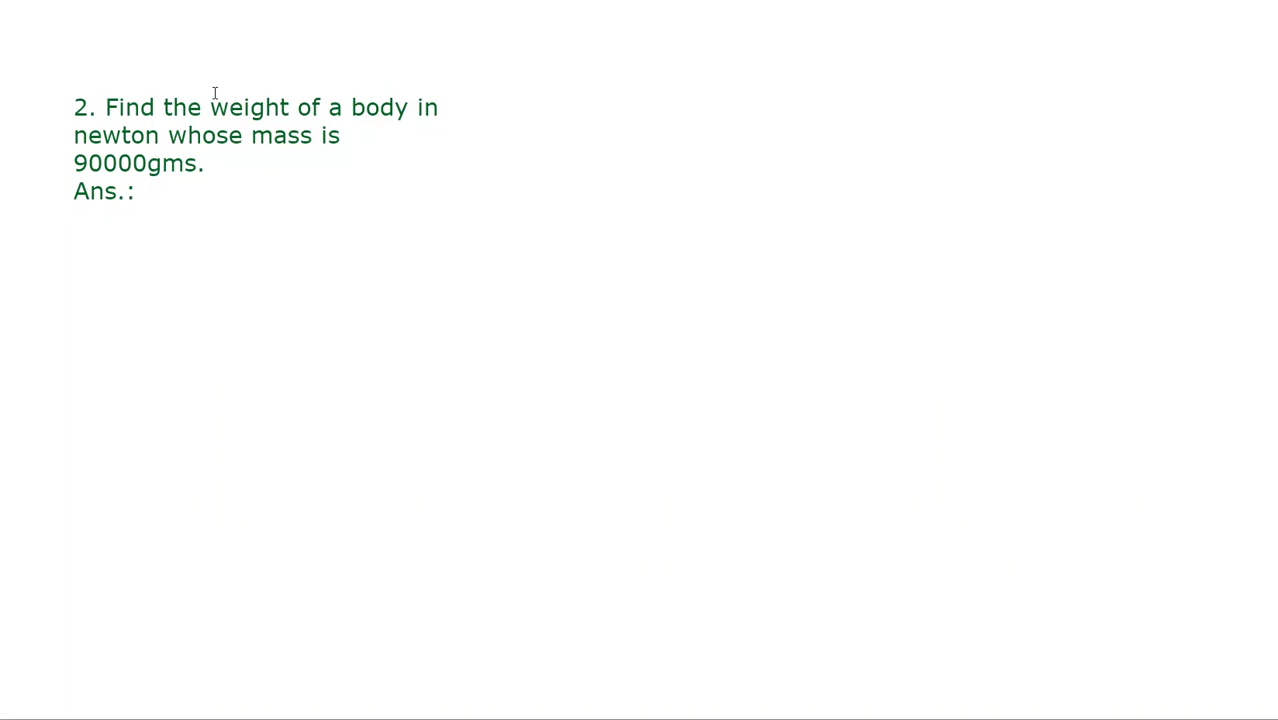 2. Find the weight of a body in
newton whose mass is
90000gms.
Ans.: